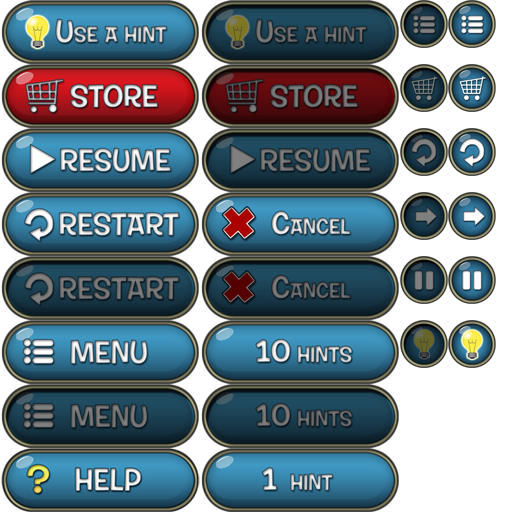 USE A HINT
USE A HINT
STORE
STORE
RESUME
RESUME
RESTART
CANCEL
RESTART
CANCEL
MENU
10 HINTS
MENU
10 HINTS
? HELP
1 HINT